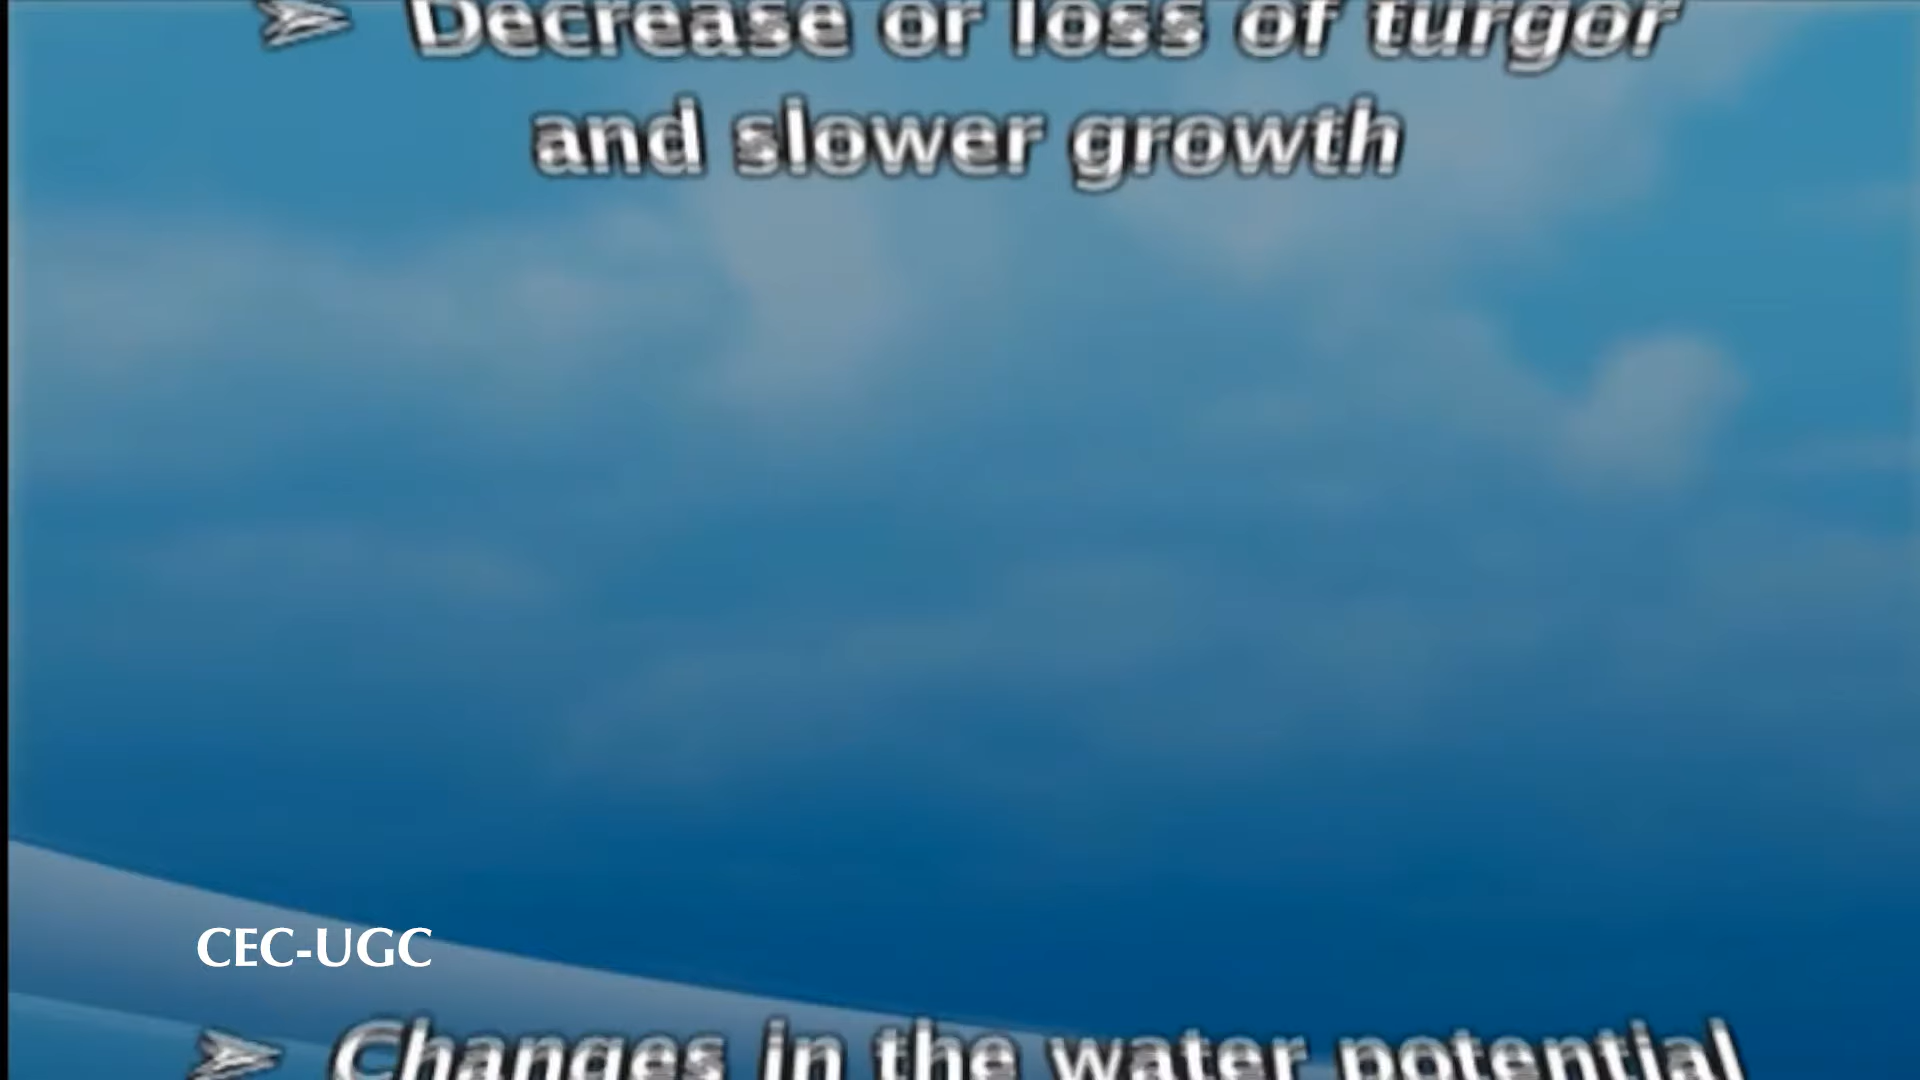 ➢ Decrease or loss of turgor
and slower growth
CEC-UGC
➢ Changes in the water potential